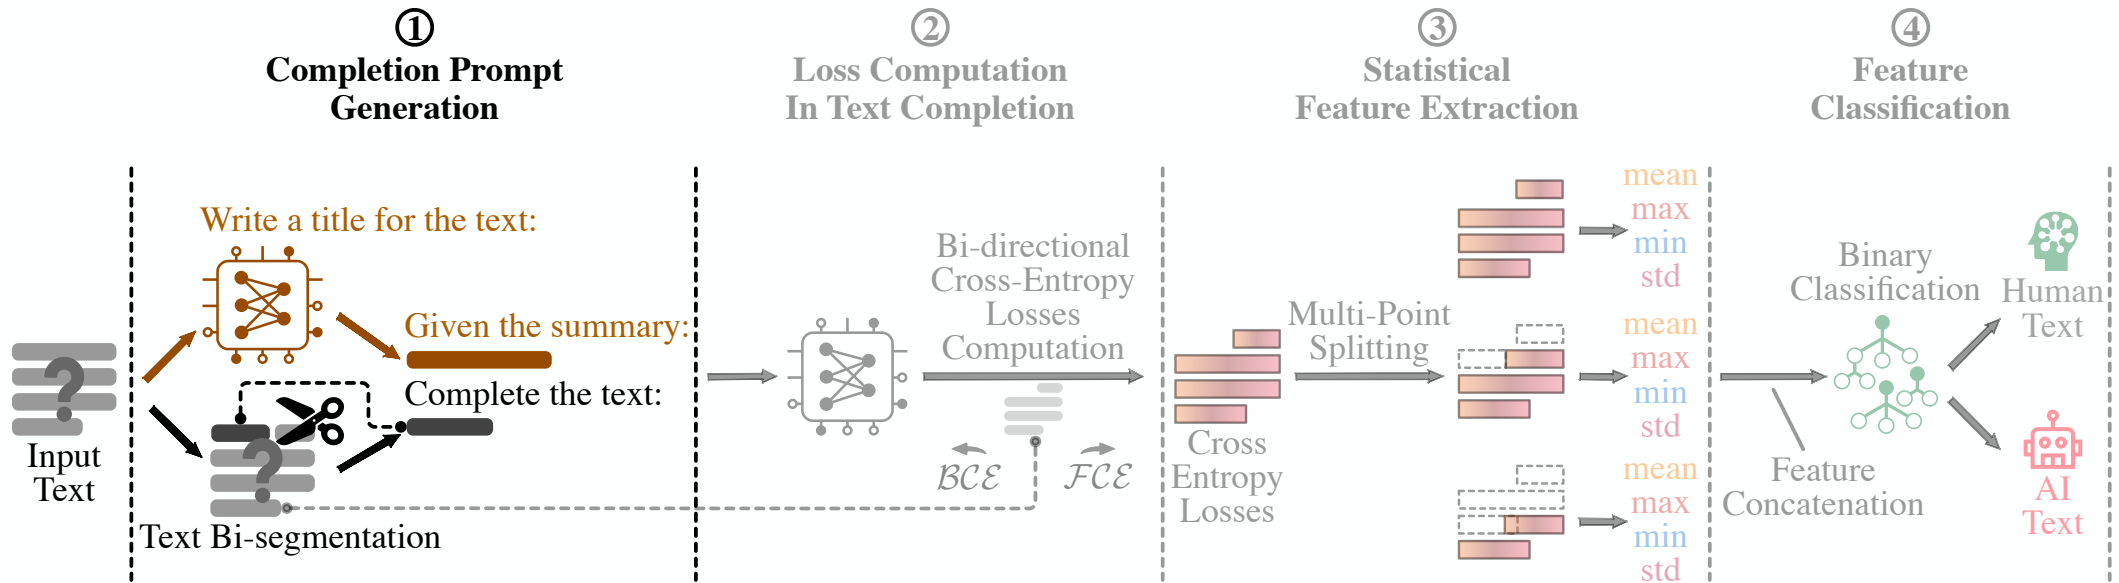 ①
Completion Prompt
Generation
②
Loss Computation
In Text Completion
③
Statistical
Feature Extraction
④
Feature
Classification
Input
Text
Write a title for the text:
Given the summary:
Complete the text:
?
?
Text Bi-segmentation
Bi-directional
Cross-Entropy
Losses
Computation
BCE
FCE
Cross
Entropy
Losses
Multi-Point
Splitting
mean
max
min
std
mean
max
min
std
mean
max
min
std
Feature
Concatenation
Binary
Classification
Human
Text
AI
Text